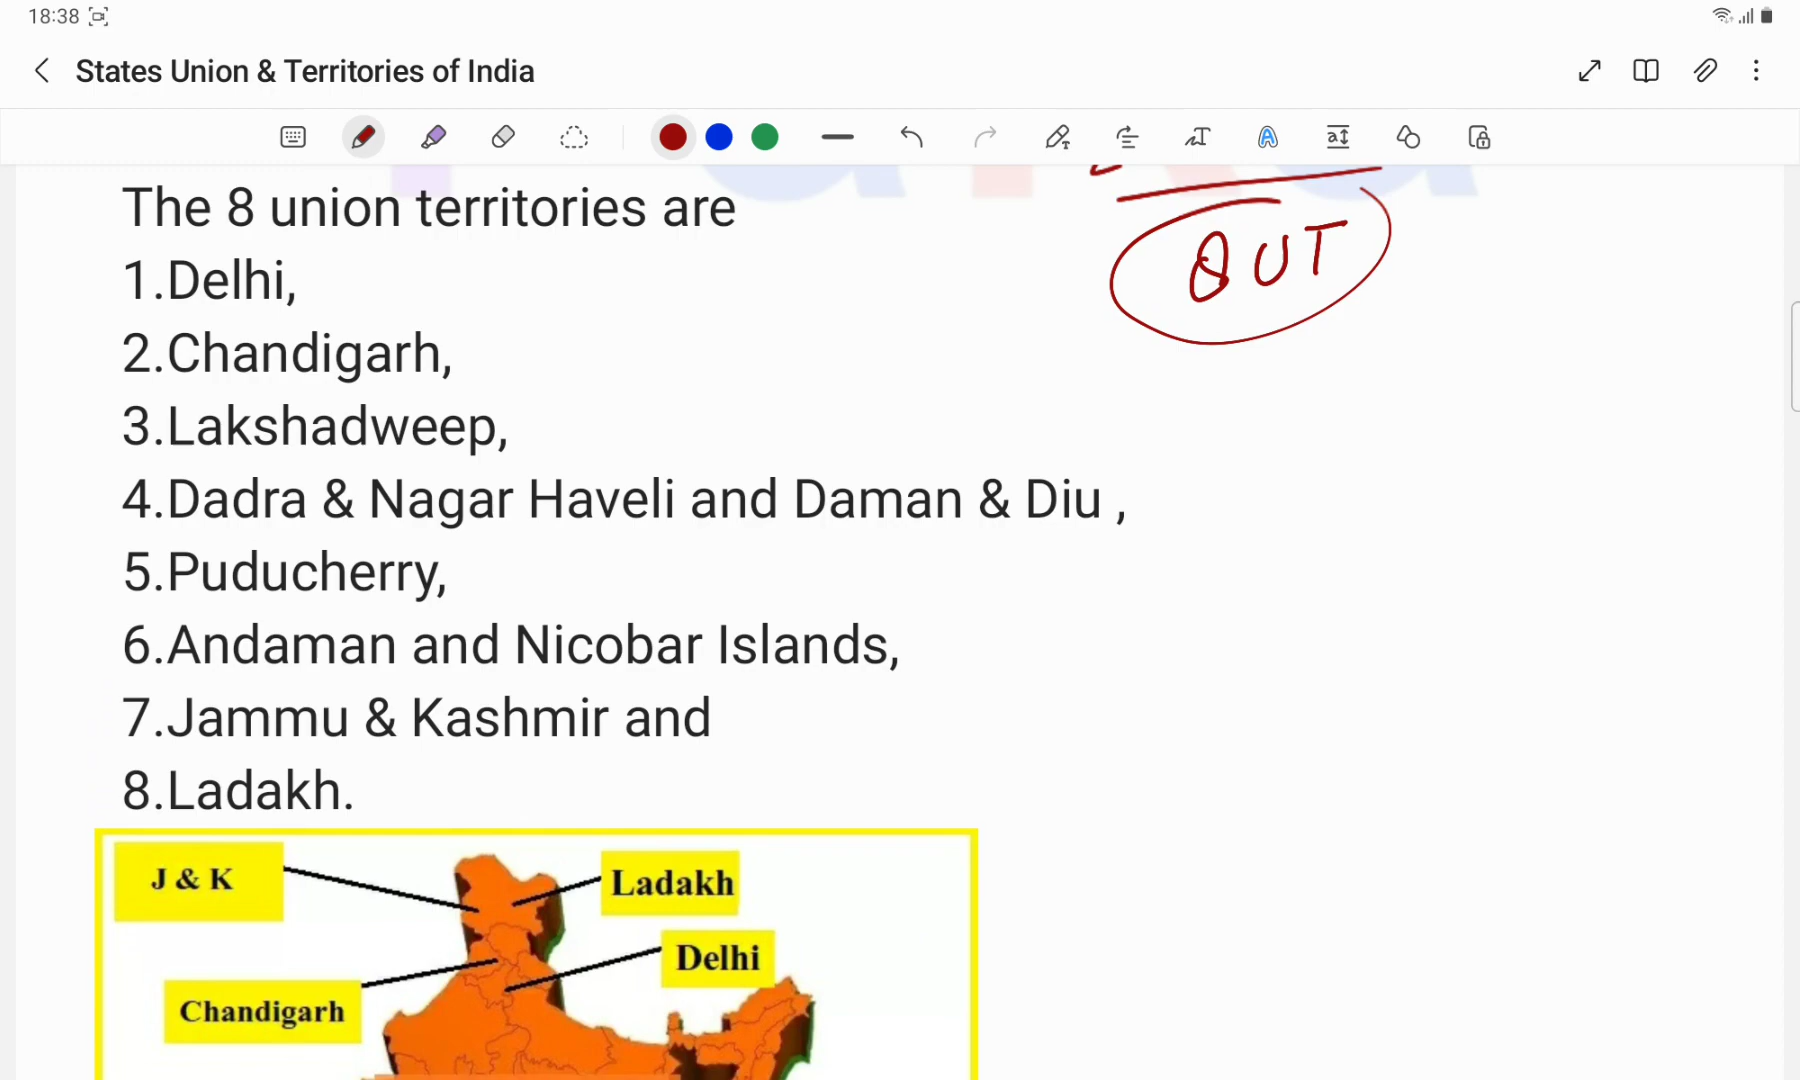 18:38
States Union & Territories of India
The 8 union territories are
8 UT
1.Delhi,
2.Chandigarh,
3.Lakshadweep,
4.Dadra & Nagar Haveli and Daman & Diu ,
5.Puducherry,
6.Andaman and Nicobar Islands,
7.Jammu & Kashmir and
8.Ladakh.
J & K
Ladakh
Delhi
Chandigarh